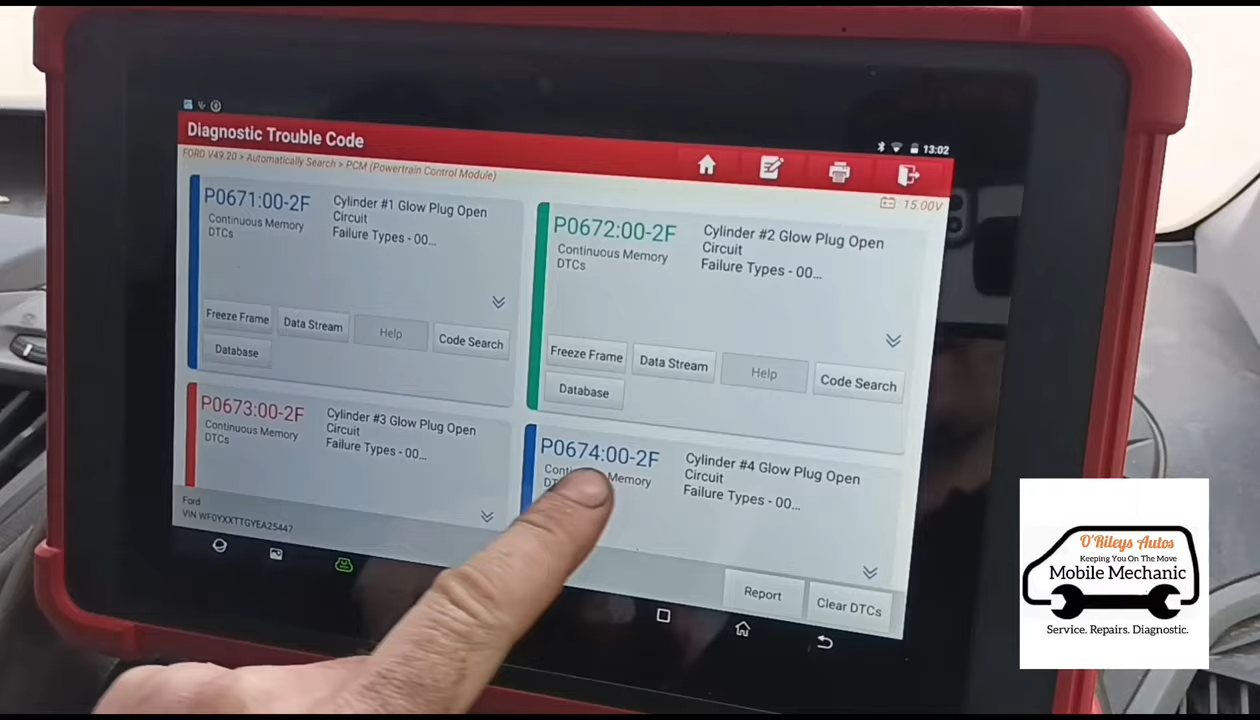 13:02
Diagnostic Trouble Code
FORD V49.20 > Automatically Search > PCM (Powertrain Control Module)
15.00V
P0671:00-2F
Continuous Memory
DTCs
Cylinder #1 Glow Plug Open
Circuit
Failure Types - 00...
Freeze Frame
Data Stream
Help
Code Search
Database
P0672:00-2F
Continuous Memory
DTCs
Cylinder #2 Glow Plug Open
Circuit
Failure Types - 00...
Freeze Frame
Data Stream
Help
Code Search
Database
P0673:00-2F
Continuous Memory
DTCs
Cylinder #3 Glow Plug Open
Circuit
Failure Types - 00...
P0674:00-2F
Memory
Cylinder #4 Glow Plug Open
Circuit
Failure Types - 00...
Ford
VIN WF0YXXTTGYEA25447
Report
Clear DTCs
O'Rileys Autos
Keeping You On The Move
Mobile Mechanic
Service. Repairs. Diagnostic.